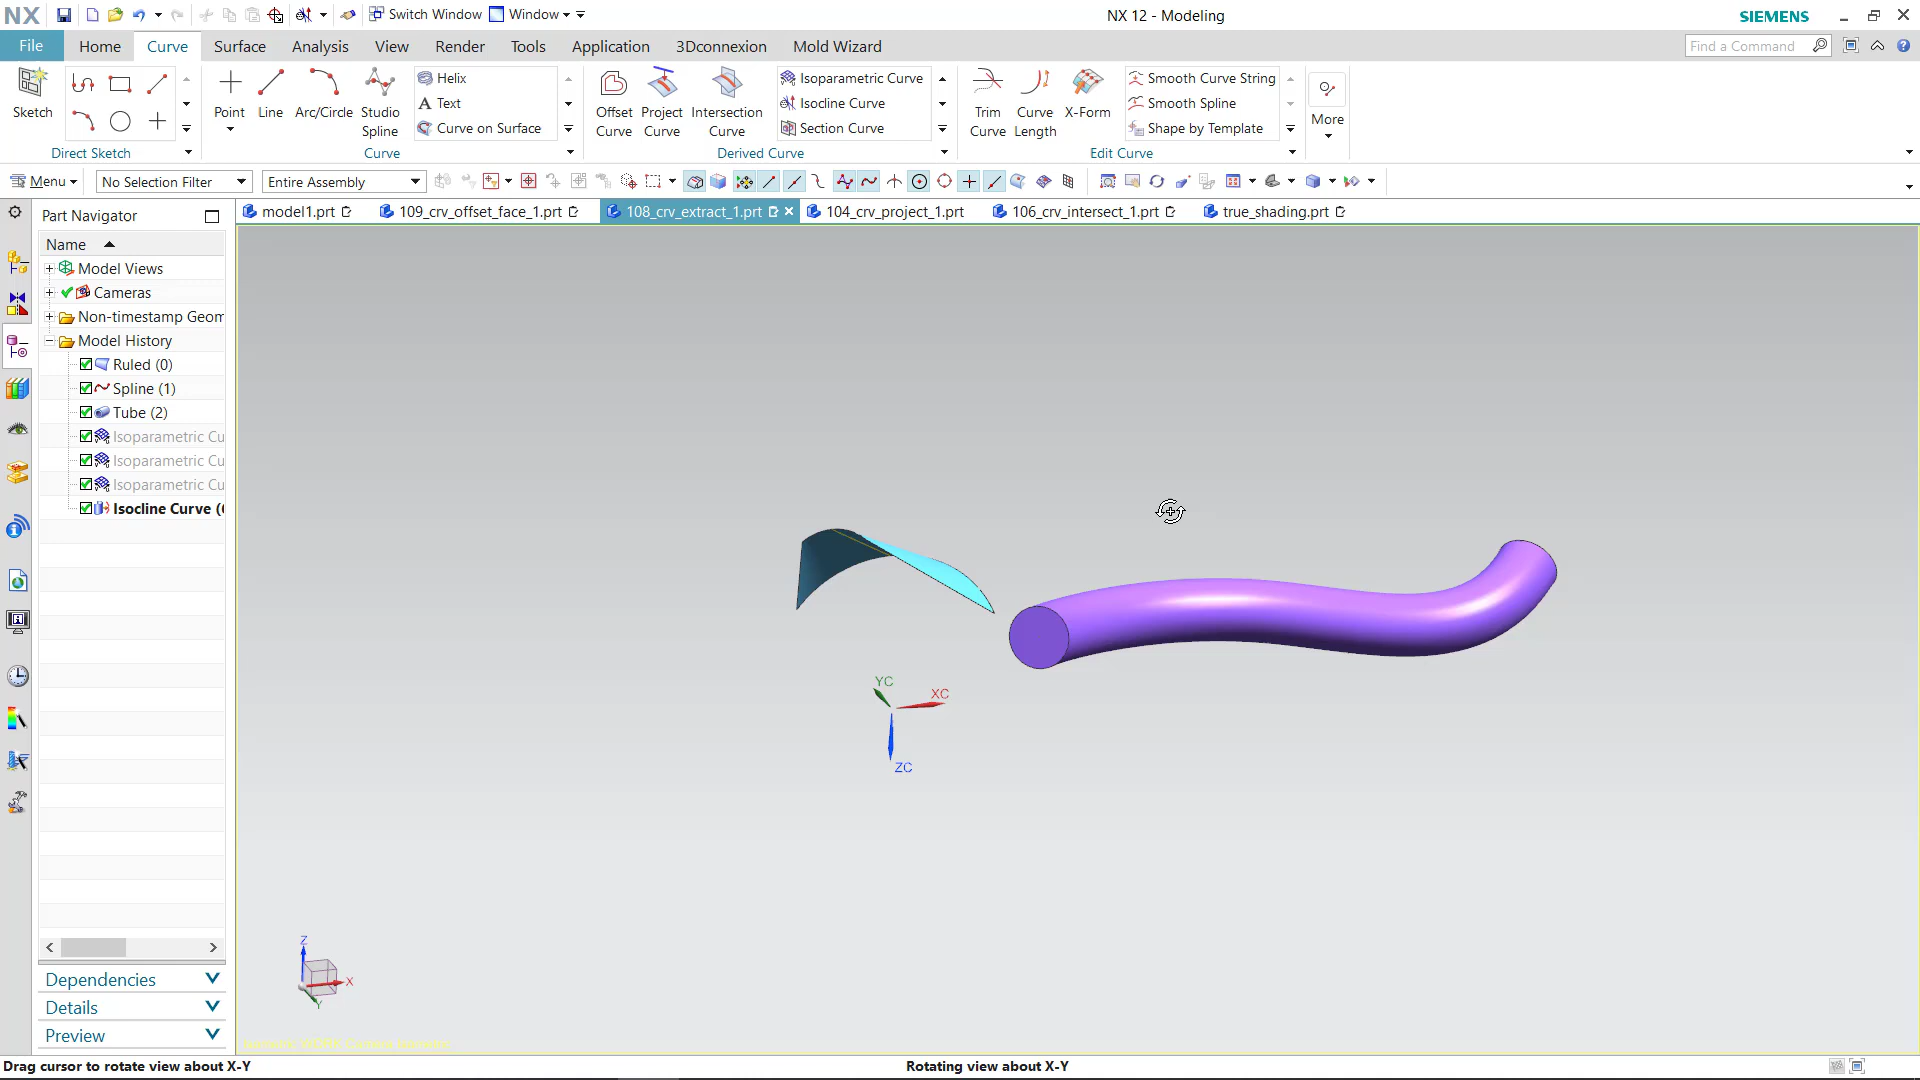 NX
Switch Window
Window
NX 12 - Modeling
SIEMENS
File
Home
Curve
Surface
Analysis
View
Render
Tools
Application
3Dconnexion
Mold Wizard
Find a Command
Sketch
Direct Sketch
Point
Line
Arc/Circle
Studio
Spline
Helix
A Text
Curve on Surface
Curve
Offset
Curve
Project
Curve
Intersection
Curve
Isoparametric Curve
Isocline Curve
Section Curve
Derived Curve
Trim
Curve
Curve
Length
X-Form
Smooth Curve String
Smooth Spline
Shape by Template
Edit Curve
More
Menu
No Selection Filter
Entire Assembly
Part Navigator
model1.prt
109_crv_offset_face_1.prt
108_crv_extract_1.prt
104_crv_project_1.prt
106_crv_intersect_1.prt
true_shading.prt
Name
Model Views
Cameras
Non-timestamp Geom
Model History
Ruled (0)
Spline (1)
Tube (2)
Isoparametric Cu
Isoparametric Cu
Isoparametric Cu
Isocline Curve (
YC
XC
ZC
Z
X
Y
Dependencies
Details
Preview
Drag cursor to rotate view about X-Y
Rotating view about X-Y